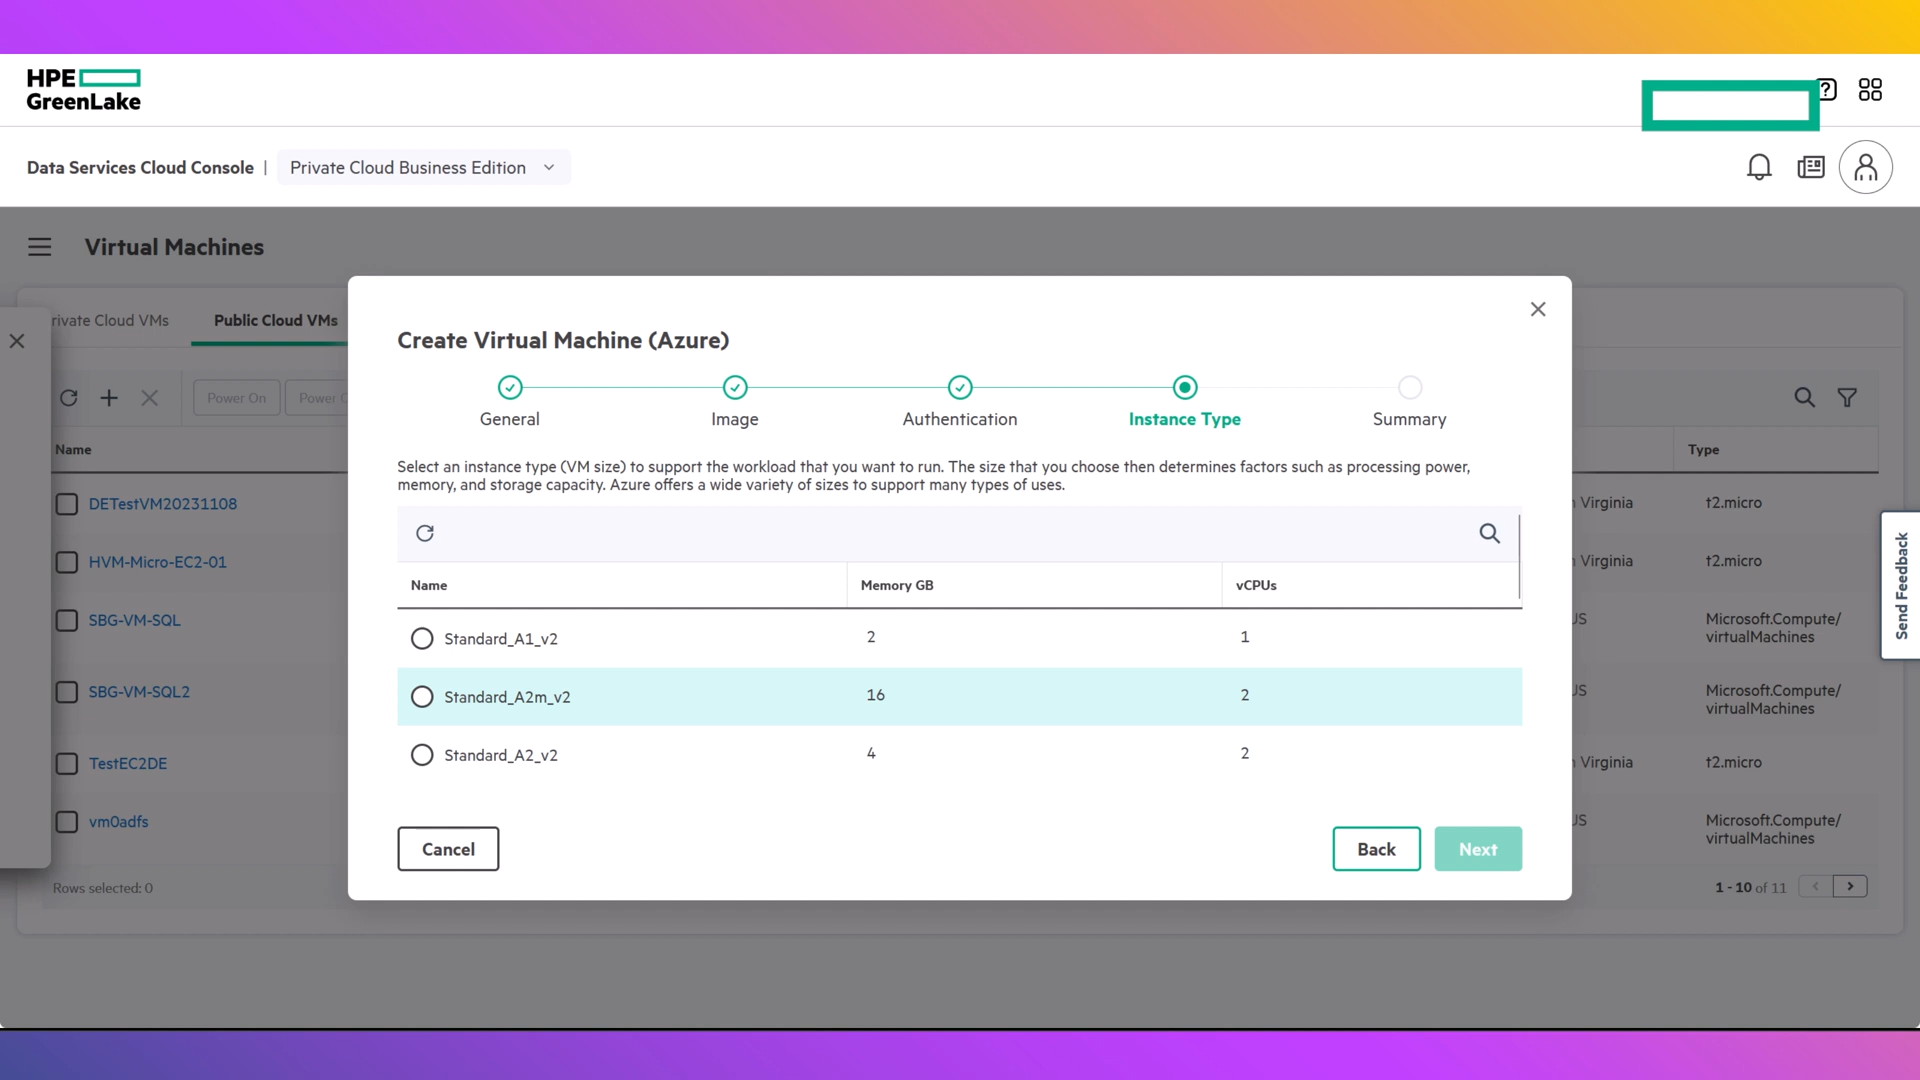 HPE
GreenLake
?
Data Services Cloud Console | Private Cloud Business Edition
Virtual Machines
rivate Cloud VMs Public Cloud VMs
Power On Power
Name
DETestVM20231108
HVM-Micro-EC2-01
SBG-VM-SQL
SBG-VM-SQL2
TestEC2DE
vm0adfs
Rows selected: 0
Create Virtual Machine (Azure)
General Image Authentication Instance Type Summary
Select an instance type (VM size) to support the workload that you want to run. The size that you choose then determines factors such as processing power,
memory, and storage capacity. Azure offers a wide variety of sizes to support many types of uses.
Name Memory GB vCPUs
Standard_A1_v2 2 1
Standard_A2m_v2 16 2
Standard_A2_v2 4 2
Cancel Back Next
Type
Virginia t2.micro
Virginia t2.micro
US Microsoft.Compute/
virtualMachines
US Microsoft.Compute/
virtualMachines
Virginia t2.micro
US Microsoft.Compute/
virtualMachines
1 - 10 of 11
Send Feedback